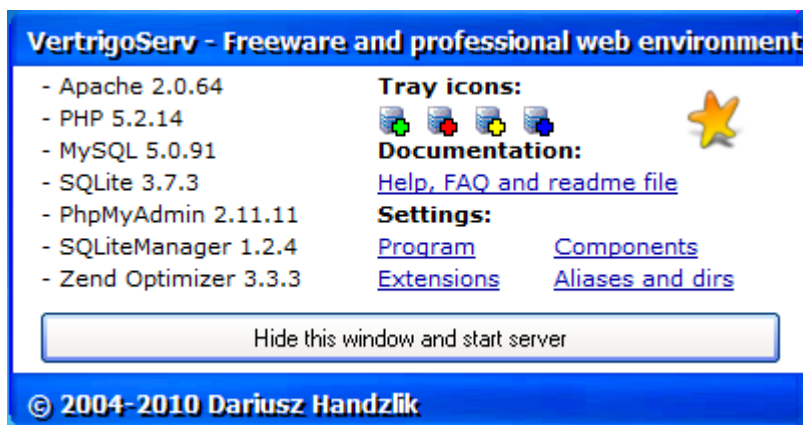 VertrigoServ - Freeware and professional web environment
- Apache 2.0.64
- PHP 5.2.14
- MySQL 5.0.91
- SQLite 3.7.3
- PhpMyAdmin 2.11.11
- SQLiteManager 1.2.4
- Zend Optimizer 3.3.3
Tray icons:
Documentation:
Help, FAQ and readme file
Settings:
Program Components
Extensions Aliases and dirs
Hide this window and start server
© 2004-2010 Dariusz Handzlik